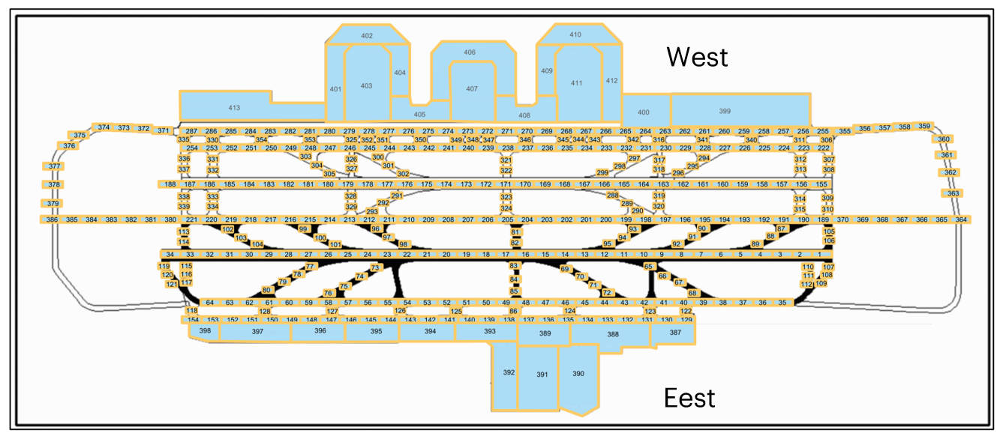 West
402
410
406
404
409
401
403
407
411
412
413
405
408
400
399
374 373 372 371 287 286 285 284 283 282 281 280 279 278 277 276 275 274 273 272 271 270 269 268 267 266 265 264 263 262 261 260 259 258 257 256 255 355 356 357 358 359
375 335 330 354 353 325 352 351 350 349 348 347 346 345 344 343 342 316 341 340 311 306 360
376 254 253 252 251 250 249 248 247 246 245 244 243 242 241 240 239 238 237 236 235 234 233 232 231 230 229 228 227 226 225 224 223 222
336 331 303 326 300 321 297 317 294 312 307 361
377 337 332 304 305 327 301 302 322 298 299 318 295 296 313 308 362
378 188 187 186 185 184 183 182 181 180 179 178 177 176 175 174 173 172 171 170 169 168 167 166 165 164 163 162 161 160 159 158 157 156 155
338 333 328 291 323 288 319 314 309 363
379 339 334 329 292 293 324 289 290 320 315 310
386 385 384 383 382 381 380 221 220 219 218 217 216 215 214 213 212 211 210 209 208 207 206 205 204 203 202 201 200 199 198 197 196 195 194 193 192 191 190 189 370 369 368 367 366 365 364
113 102 99 96 81 93 90 87 105
114 103 104 100 101 97 98 82 94 95 91 92 88 89 106
34 33 32 31 30 29 28 27 26 25 24 23 22 21 20 19 18 17 16 15 14 13 12 11 10 9 8 7 6 5 4 3 2 1
119 115 77 73 83 69 65 110 107
120 116 79 78 74 84 70 66 111 108
121 117 80 76 75 85 71 72 67 68 112 109
64 63 62 61 60 59 58 57 56 55 54 53 52 51 50 49 48 47 46 45 44 43 42 41 40 39 38 37 36 35
118 128 127 126 125 86 124 123 122
154 153 152 151 150 149 148 147 146 145 144 143 142 141 140 139 138 137 136 135 134 133 132 131 130 129
398 397 396 395 394 393 389 388 387
392 391 390
Eest